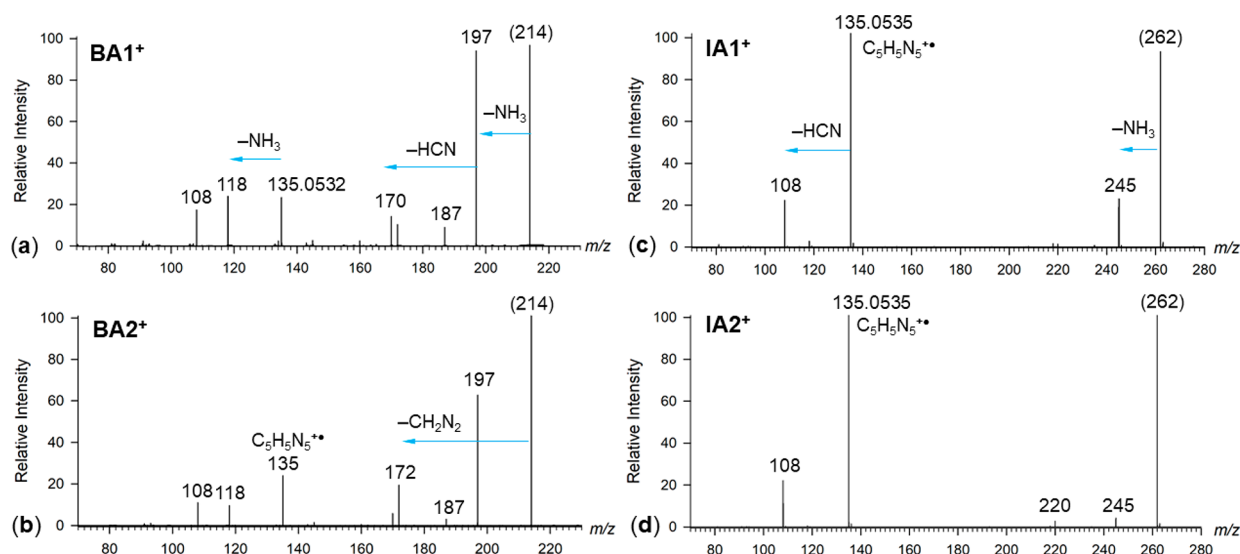 BA1⁺
197
(214)
–NH₃
–HCN
–NH₃
118
135.0532
108
170
187
Relative Intensity
100
80
60
40
20
0
80 100 120 140 160 180 200 220 m/z
(a)
IA1⁺
135.0535
C₅H₅N₅⁺•
(262)
–HCN
–NH₃
108
245
Relative Intensity
100
80
60
40
20
0
80 100 120 140 160 180 200 220 240 260 280 m/z
(c)
BA2⁺
(214)
197
–CH₂N₂
C₅H₅N₅⁺•
135
172
108
118
187
Relative Intensity
100
80
60
40
20
0
80 100 120 140 160 180 200 220 m/z
(b)
IA2⁺
135.0535
C₅H₅N₅⁺•
(262)
108
220
245
Relative Intensity
100
80
60
40
20
0
80 100 120 140 160 180 200 220 240 260 280 m/z
(d)